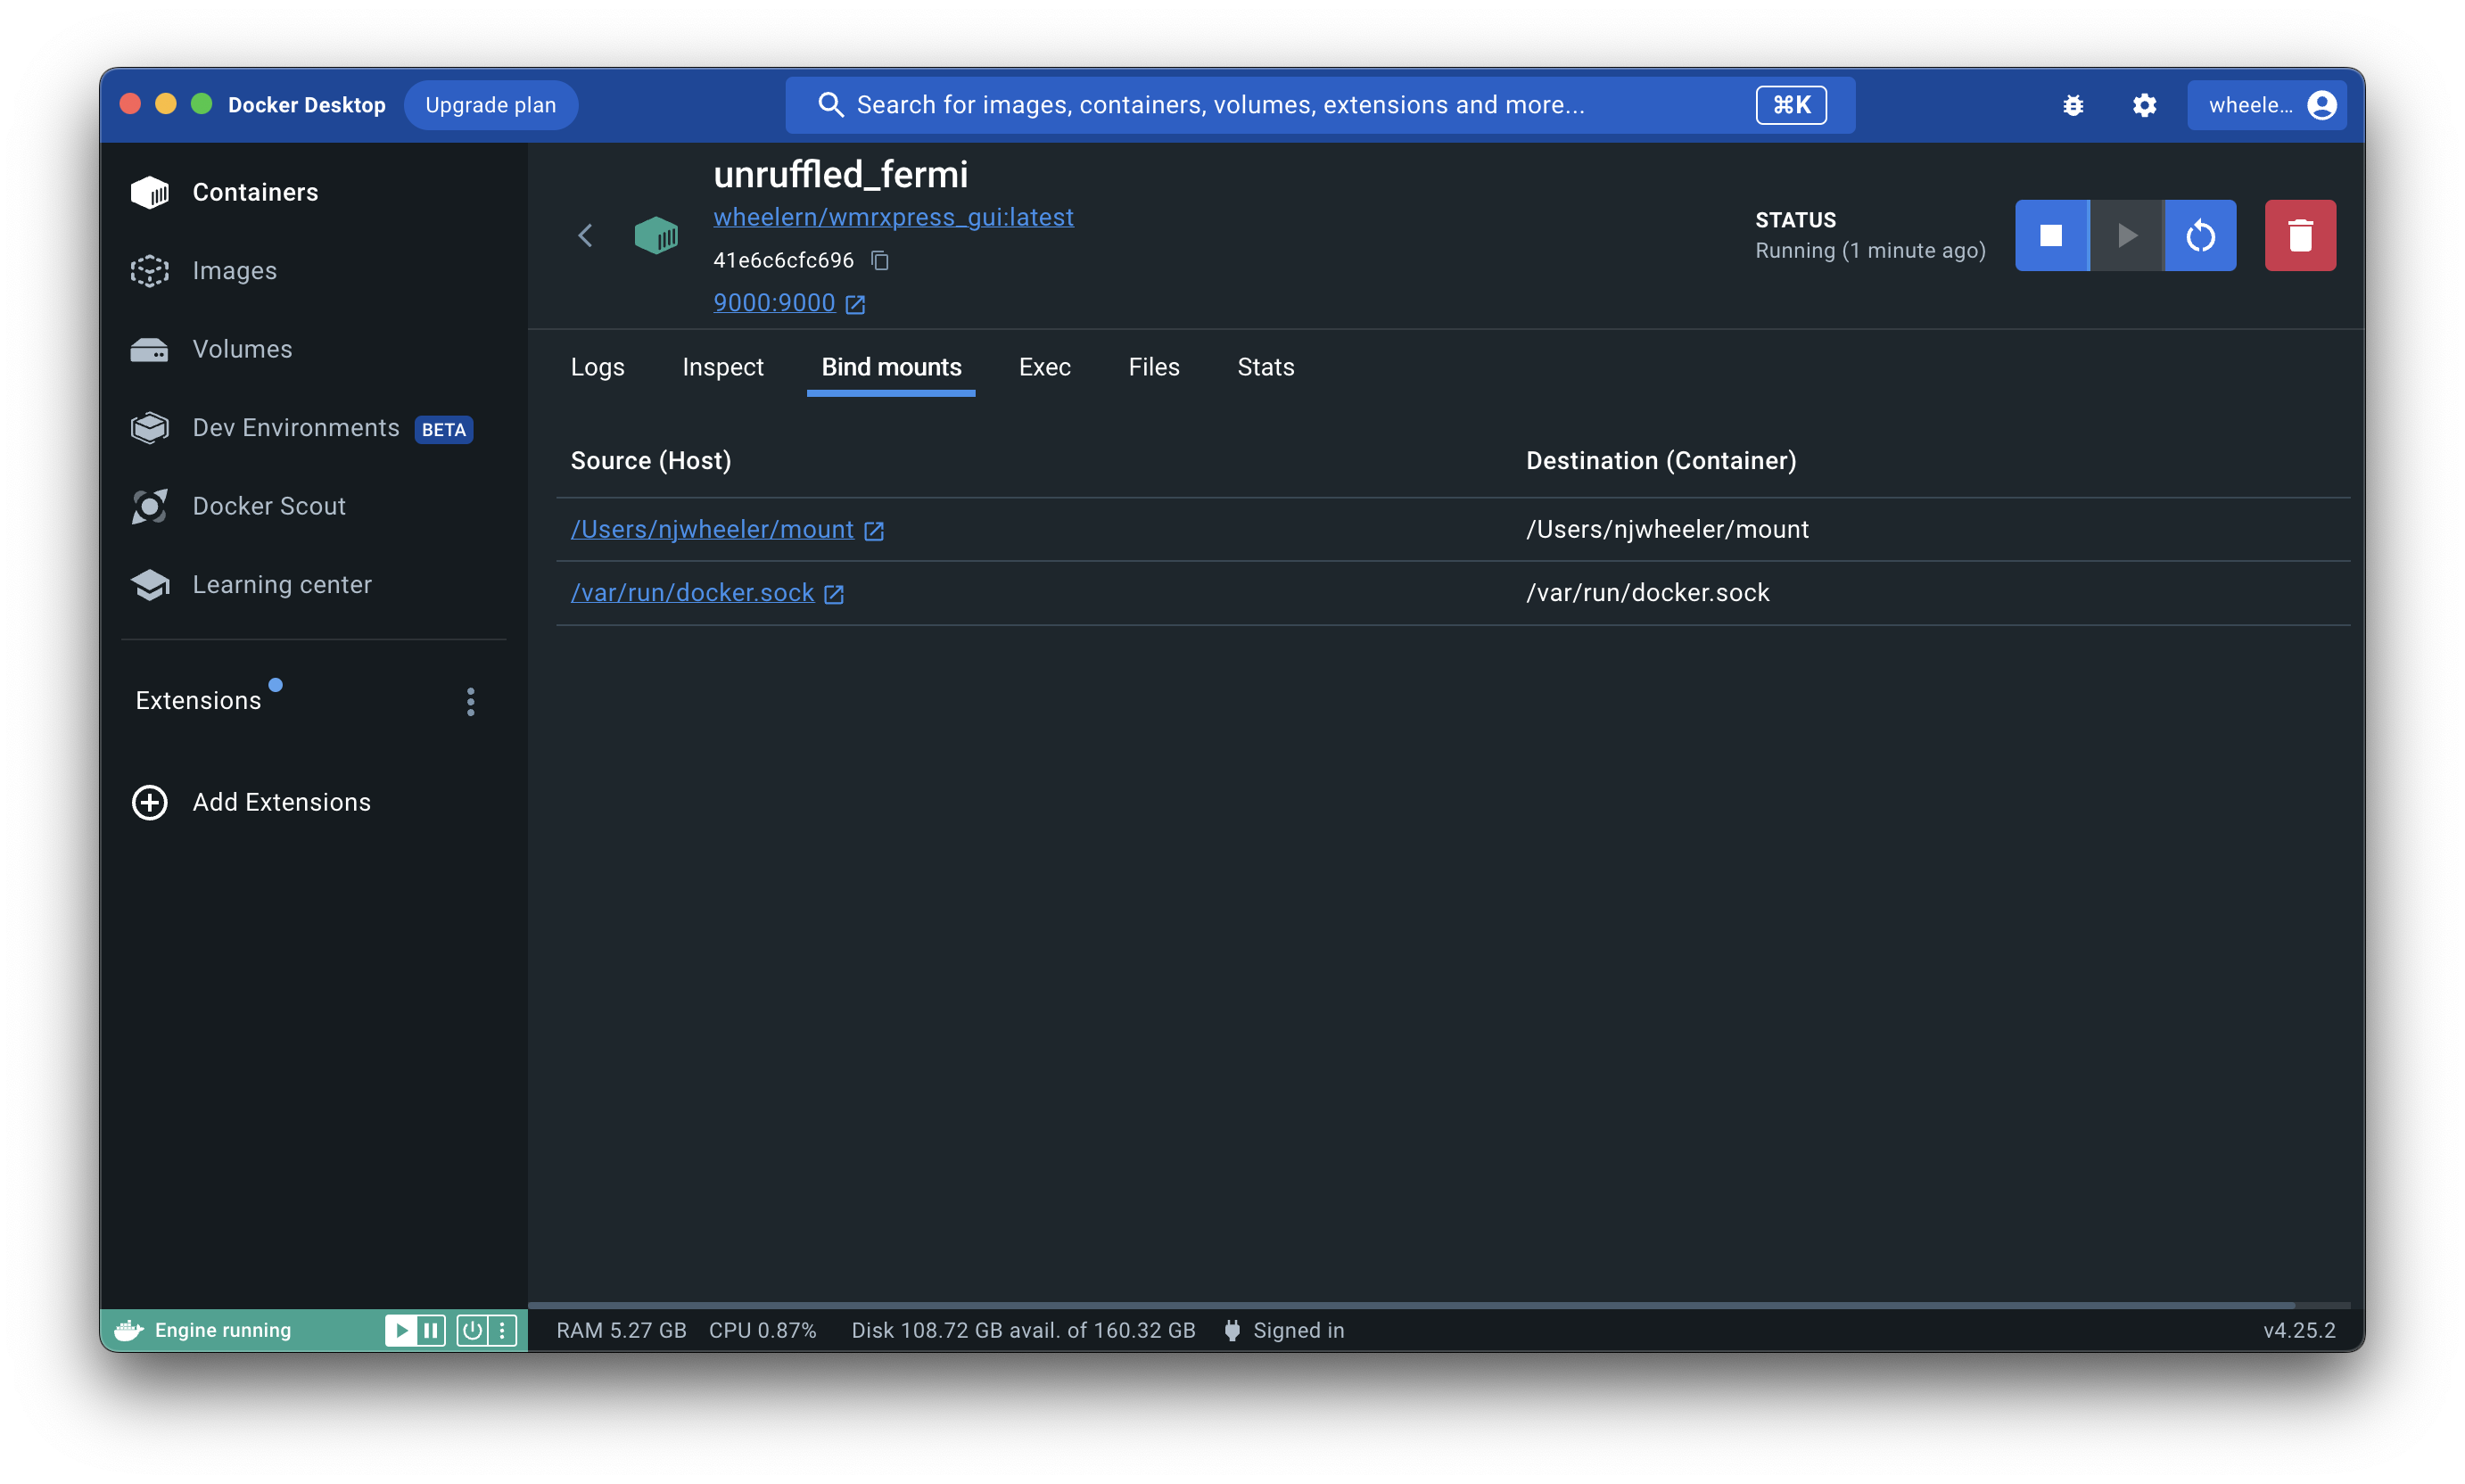 Docker Desktop Upgrade plan Search for images, containers, volumes, extensions and more... ⌘K wheele...
Containers
Images
Volumes
Dev Environments BETA
Docker Scout
Learning center
Extensions
Add Extensions
unruffled_fermi
wheelern/wmrxpress_gui:latest
41e6c6cfc696
9000:9000
STATUS
Running (1 minute ago)
Logs Inspect Bind mounts Exec Files Stats
Source (Host) Destination (Container)
/Users/njwheeler/mount /Users/njwheeler/mount
/var/run/docker.sock /var/run/docker.sock
Engine running RAM 5.27 GB CPU 0.87% Disk 108.72 GB avail. of 160.32 GB Signed in v4.25.2